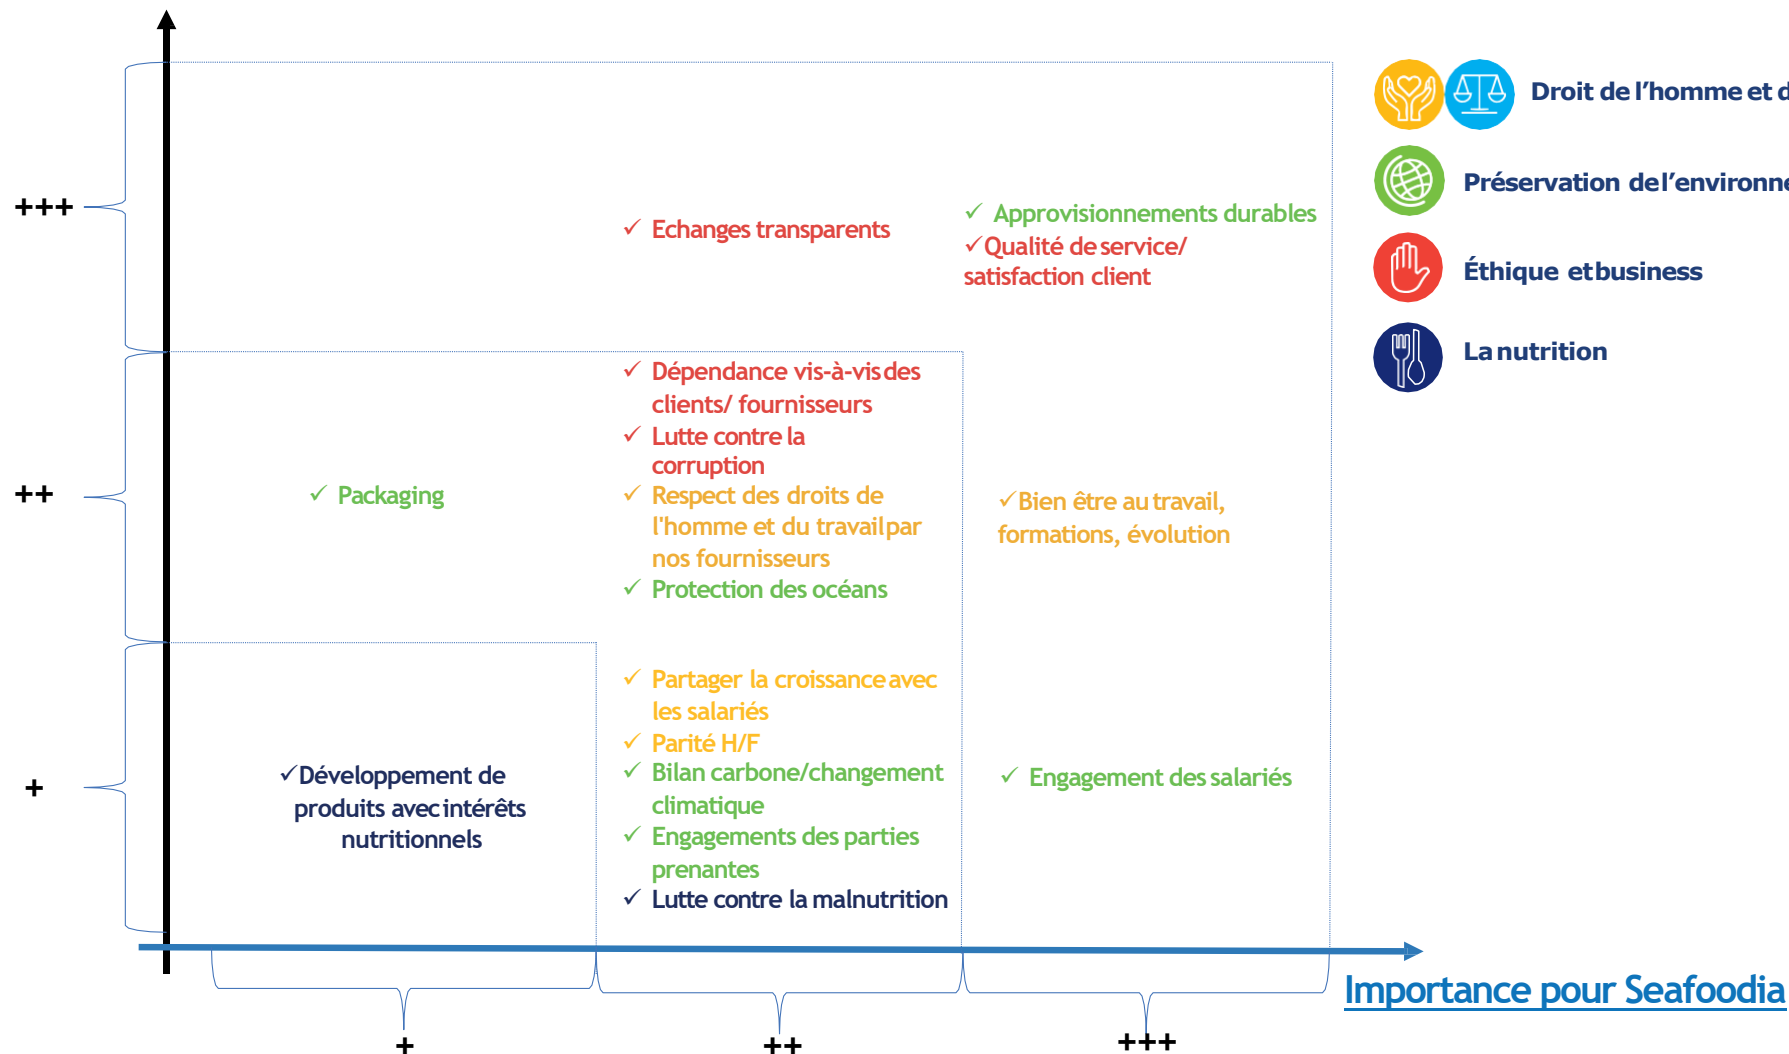 Droit de l'homme et d
Préservation de l'environne
Éthique et business
La nutrition
+++
✓ Echanges transparents
✓ Approvisionnements durables
✓ Qualité de service/
satisfaction client
++
✓ Packaging
✓ Dépendance vis-à-vis des
clients/ fournisseurs
✓ Lutte contre la
corruption
✓ Respect des droits de
l'homme et du travail par
nos fournisseurs
✓ Protection des océans
✓ Bien être au travail,
formations, évolution
+
✓ Développement de
produits avec intérêts
nutritionnels
✓ Partager la croissance avec
les salariés
✓ Parité H/F
✓ Bilan carbone/changement
climatique
✓ Engagements des parties
prenantes
✓ Lutte contre la malnutrition
✓ Engagement des salariés
Importance pour Seafoodia
+
++
+++